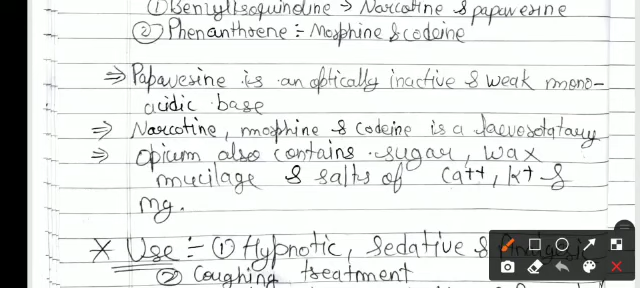 ① Benzylisoquinoline → Narcotine & papaverine
② Phenanthrene :- Morphine & codeine
⇒ Papaverine is an optically inactive & weak mono-
acidic base
⇒ Narcotine, morphine & codeine is a laevorotatary
⇒ Opium also contains sugar, wax
mucilage & salts of Ca++, K+ &
mg.
* Use :- ① Hypnotic, Sedative & Analgesic
② Coughing treatment